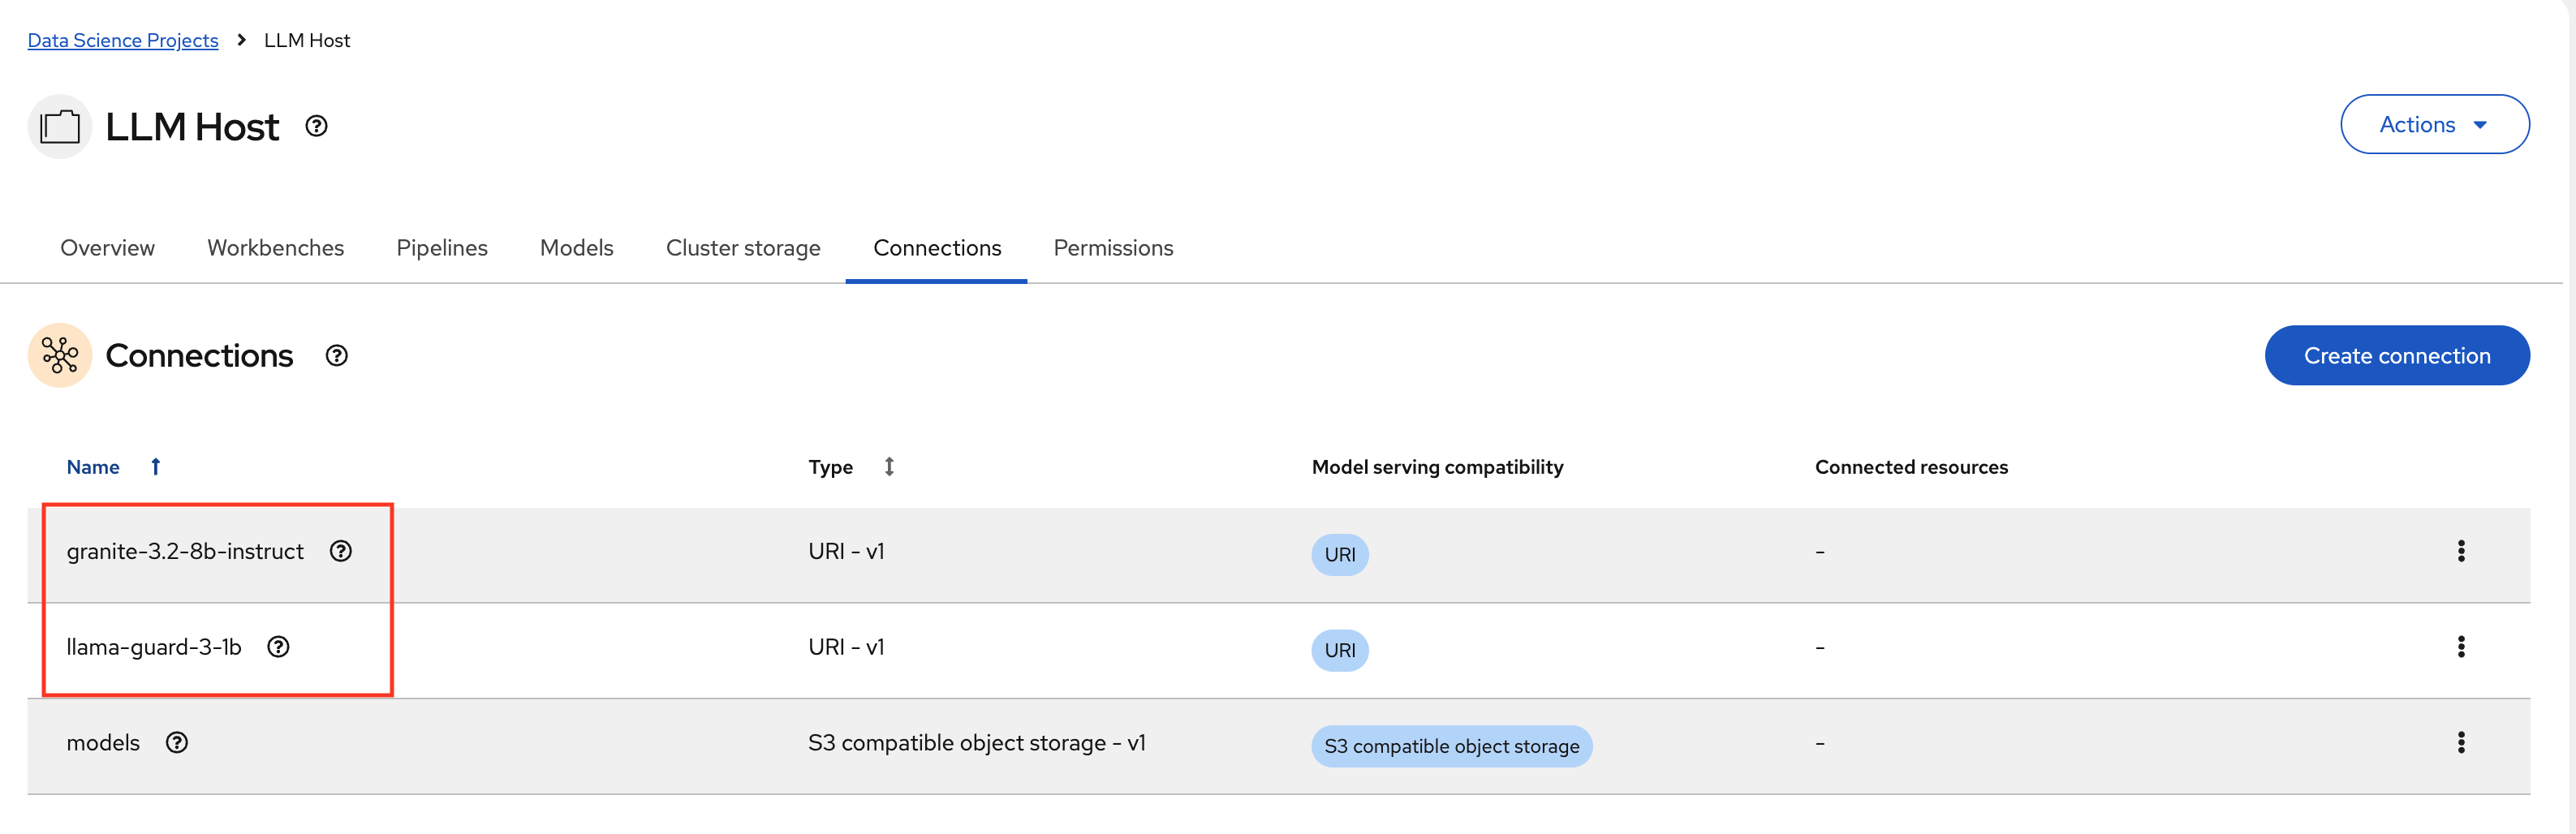 Data Science Projects > LLM Host
LLM Host
Actions
Overview Workbenches Pipelines Models Cluster storage Connections Permissions
Connections
Create connection
Name Type Model serving compatibility Connected resources
granite-3.2-8b-instruct URI - v1 URI -
llama-guard-3-1b URI - v1 URI -
models S3 compatible object storage - v1 S3 compatible object storage -